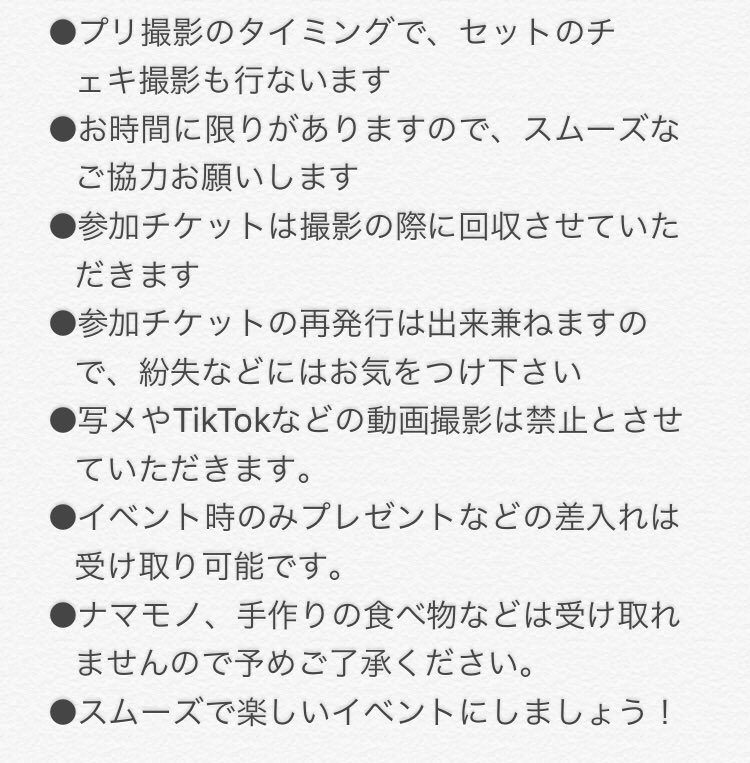 ●プリ撮影のタイミングで、セットのチ
ェキ撮影も行ないます
●お時間に限りがありますので、スムーズな
ご協力お願いします
●参加チケットは撮影の際に回収させていた
だきます
●参加チケットの再発行は出来兼ねますの
で、紛失などにはお気をつけ下さい
●写メやTikTokなどの動画撮影は禁止とさせ
ていただきます。
●イベント時のみプレゼントなどの差入れは
受け取り可能です。
●ナマモノ、手作りの食べ物などは受け取れ
ませんので予めご了承ください。
●スムーズで楽しいイベントにしましょう！